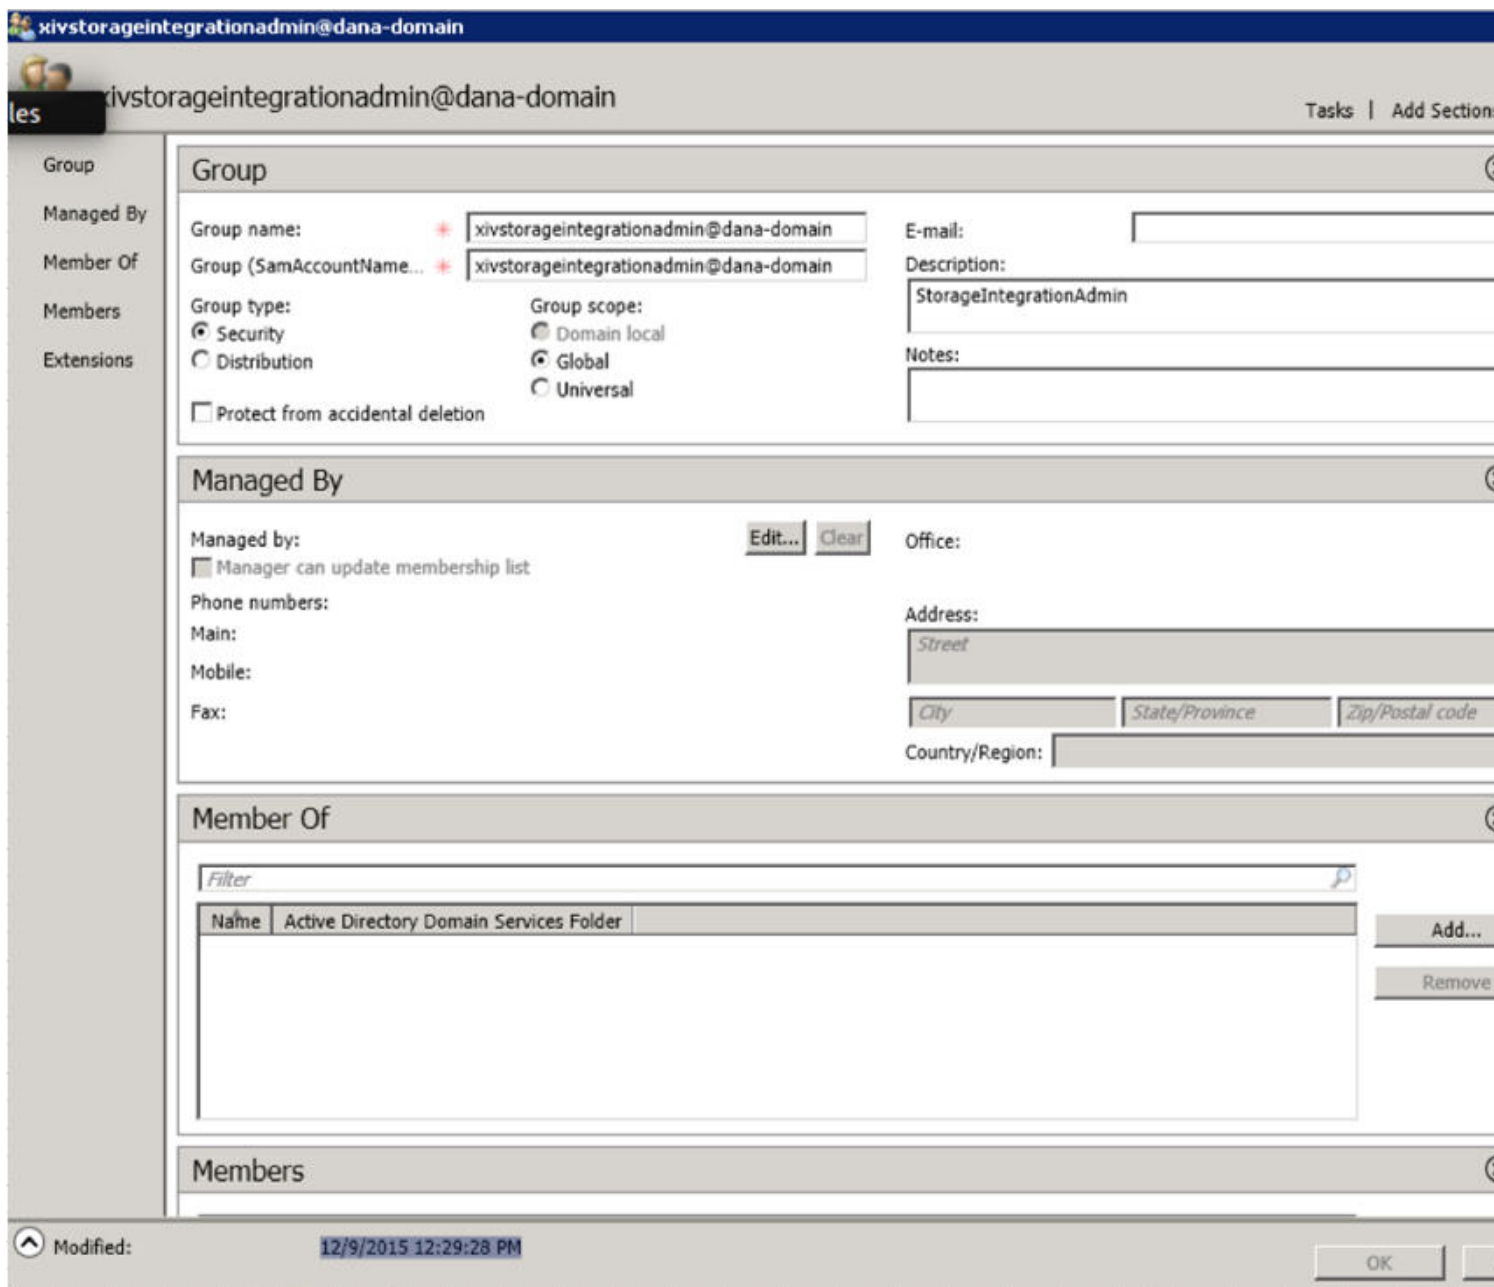 xivstorageintegrationadmin@dana-domain
xivstorageintegrationadmin@dana-domain
les
Tasks | Add Sections
Group
Managed By
Member Of
Members
Extensions
Group
Group name: * xivstorageintegrationadmin@dana-domain
Group (SamAccountName... * xivstorageintegrationadmin@dana-domain
Group type: Group scope:
Security Domain local
Distribution Global
Universal
Protect from accidental deletion
E-mail:
Description:
StorageIntegrationAdmin
Notes:
Managed By
Managed by: Edit... Clear
Manager can update membership list
Phone numbers:
Main:
Mobile:
Fax:
Office:
Address:
Street
City State/Province Zip/Postal code
Country/Region:
Member Of
Filter
Name Active Directory Domain Services Folder
Add...
Remove
Members
Modified: 12/9/2015 12:29:28 PM
OK